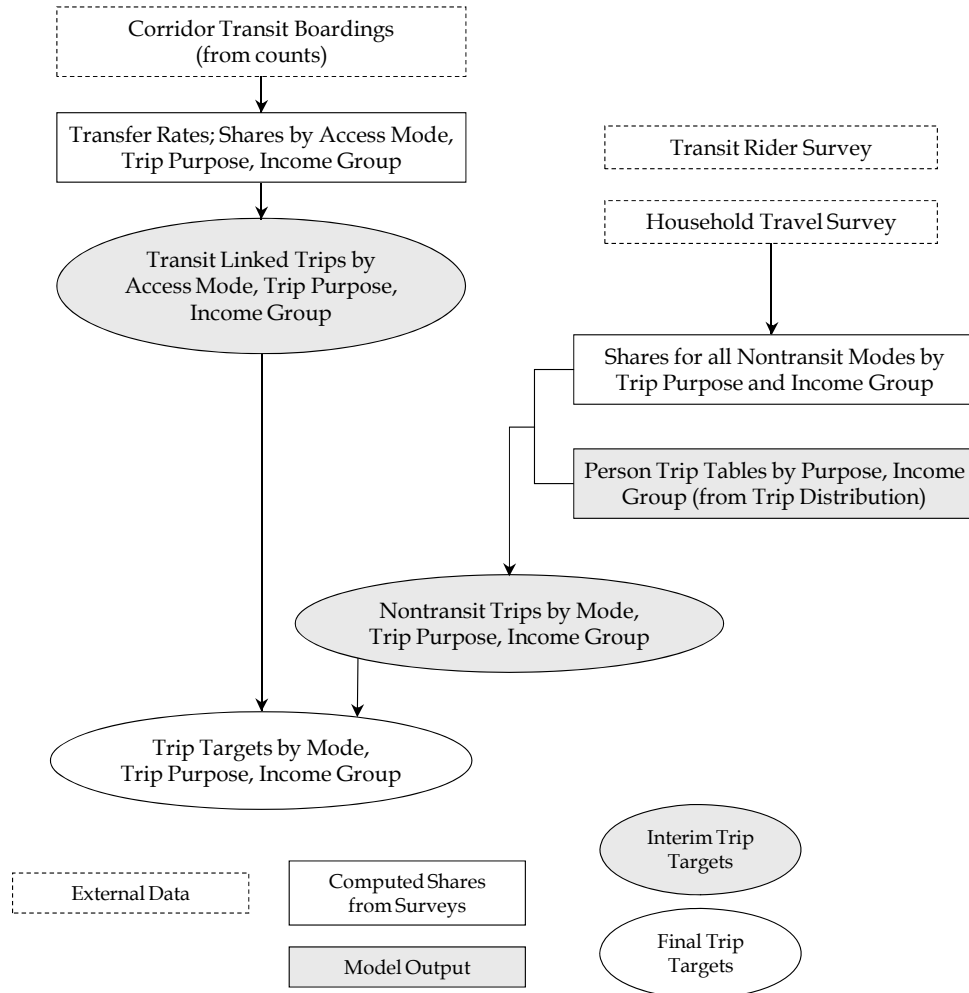 Corridor Transit Boardings
(from counts)
Transfer Rates; Shares by Access Mode,
Trip Purpose, Income Group
Transit Rider Survey
Household Travel Survey
Transit Linked Trips by
Access Mode, Trip Purpose,
Income Group
Shares for all Nontransit Modes by
Trip Purpose and Income Group
Person Trip Tables by Purpose, Income
Group (from Trip Distribution)
Nontransit Trips by Mode,
Trip Purpose, Income Group
Trip Targets by Mode,
Trip Purpose, Income Group
External Data
Computed Shares
from Surveys
Model Output
Interim Trip
Targets
Final Trip
Targets